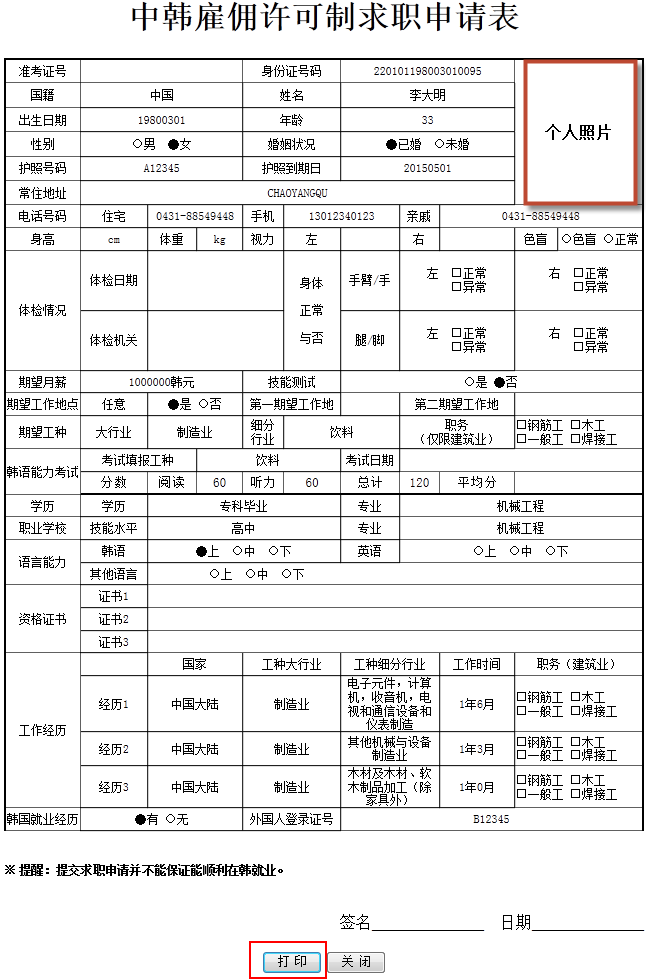 中韩雇佣许可制求职申请表
准考证号 身份证号码 220101198003010095
国籍 中国 姓名 李大明
个人照片
出生日期 19800301 年龄 33
性别 ○男 ●女 婚姻状况 ●已婚 ○未婚
护照号码 A12345 护照到期日 20150501
常住地址 CHAOYANGQU
电话号码 住宅 0431-88549448 手机 13012340123 亲戚 0431-88549448
身高 cm 体重 kg 视力 左 右 色盲 ○色盲 ○正常
体检情况 体检日期 身体 手臂/手 左 □正常 右 □正常
□异常 □异常
正常
体检机关 与否 腿/脚 左 □正常 右 □正常
□异常 □异常
期望月薪 1000000韩元 技能测试 ○是 ●否
期望工作地点 任意 ●是 ○否 第一期望工作地 第二期望工作地
期望工种 大行业 制造业 细分 饮料 职务 □钢筋工 □木工
行业 (仅限建筑业) □一般工 □焊接工
韩语能力考试 考试填报工种 饮料 考试日期
分数 阅读 60 听力 60 总计 120 平均分
学历 学历 专科毕业 专业 机械工程
职业学校 技能水平 高中 专业 机械工程
语言能力 韩语 ●上 ○中 ○下 英语 ○上 ○中 ○下
其他语言 ○上 ○中 ○下
资格证书 证书1
证书2
证书3
工作经历 国家 工种大行业 工种细分行业 工作时间 职务(建筑业)
经历1 中国大陆 制造业 电子元件,计算 1年6月 □钢筋工 □木工
机,收音机,电 □一般工 □焊接工
视和通信设备和
仪表制造
经历2 中国大陆 制造业 其他机械与设备 1年3月 □钢筋工 □木工
制造业 □一般工 □焊接工
经历3 中国大陆 制造业 木材及木材、软 1年0月 □钢筋工 □木工
木制品加工(除 □一般工 □焊接工
家具外)
韩国就业经历 ●有 ○无 外国人登录证号 B12345
※ 提醒:提交求职申请并不能保证能顺利在韩就业。
签名______________ 日期______________
打 印 关 闭